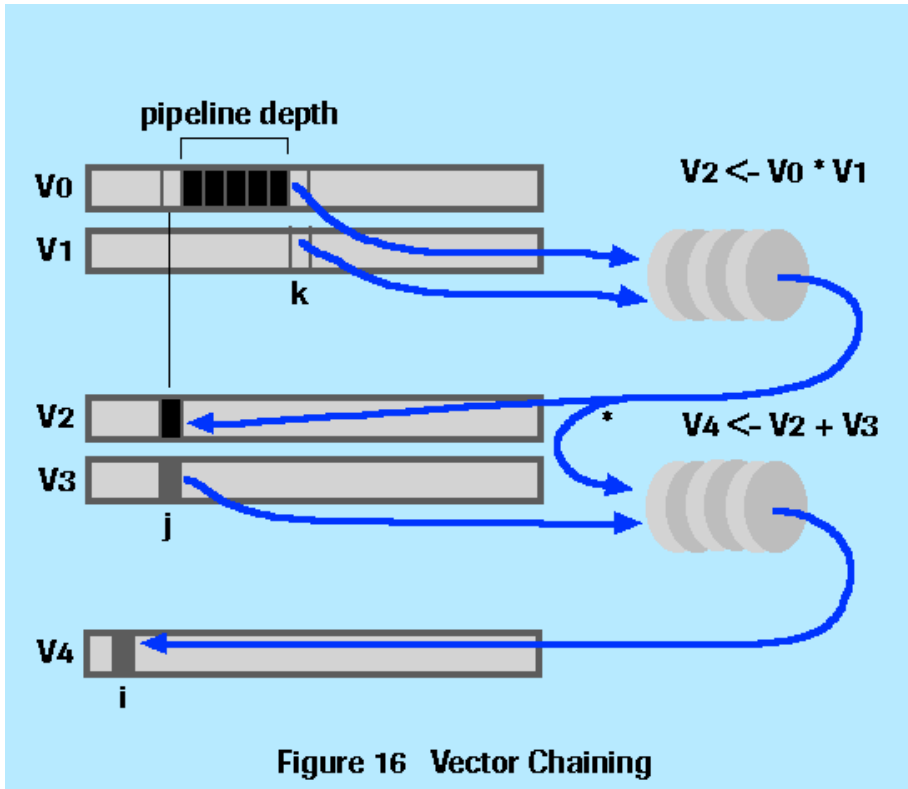 pipeline depth
V0
V2 <- V0 * V1
V1
k
V2
*
V4 <- V2 + V3
V3
j
V4
i
Figure 16 Vector Chaining